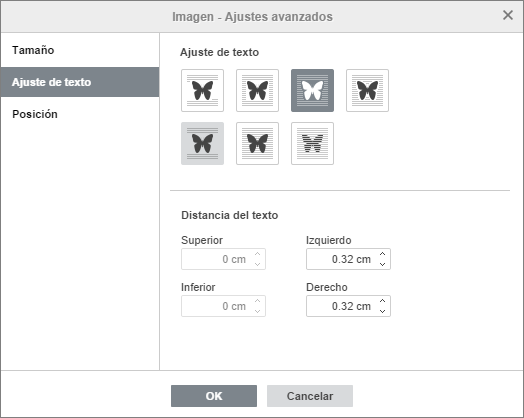 Imagen - Ajustes avanzados
Tamaño
Ajuste de texto
Posición
Ajuste de texto
Distancia del texto
Superior Izquierdo
0 cm 0.32 cm
Inferior Derecho
0 cm 0.32 cm
OK Cancelar